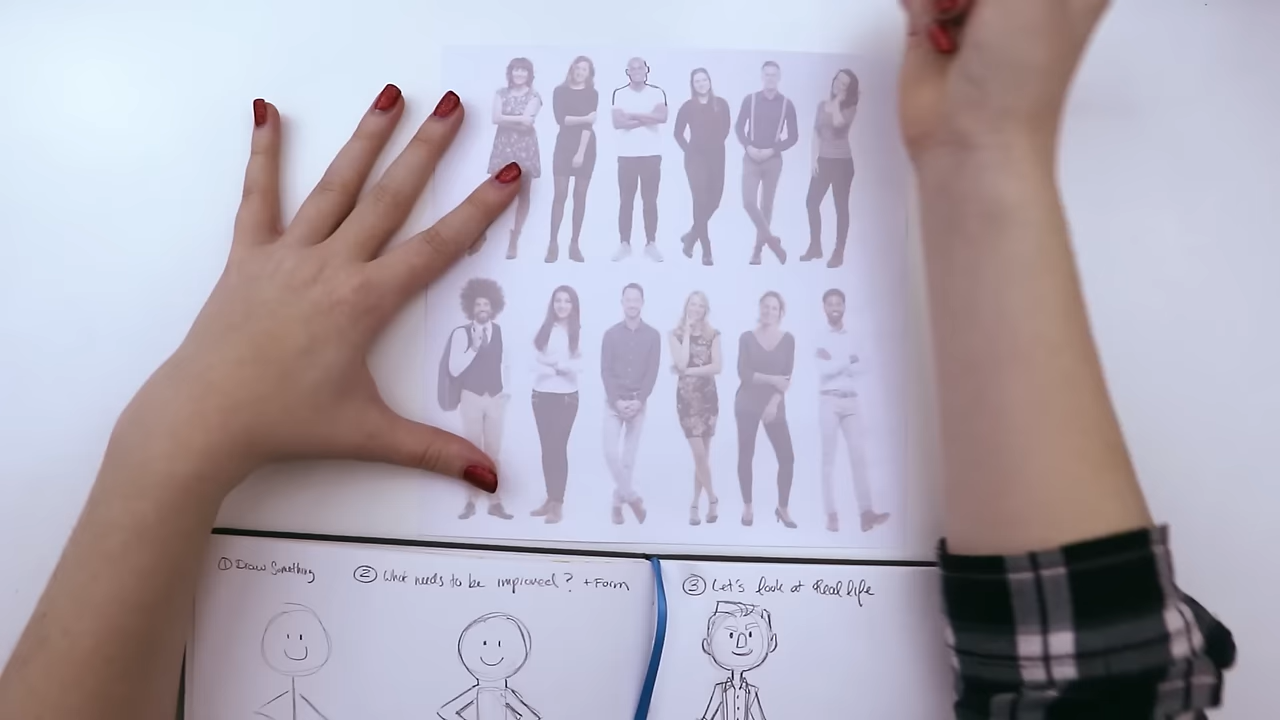 ① Draw Something
② What needs to be improved? + Form
③ Let's look at Real life